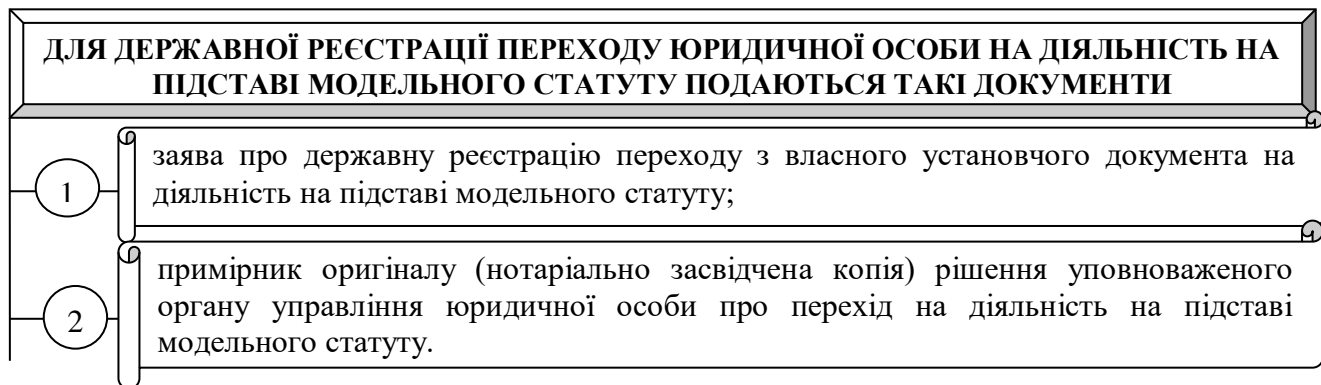 ДЛЯ ДЕРЖАВНОЇ РЕЄСТРАЦІЇ ПЕРЕХОДУ ЮРИДИЧНОЇ ОСОБИ НА ДІЯЛЬНІСТЬ НА
ПІДСТАВІ МОДЕЛЬНОГО СТАТУТУ ПОДАЮТЬСЯ ТАКІ ДОКУМЕНТИ
1
заява про державну реєстрацію переходу з власного установчого документа на
діяльність на підставі модельного статуту;
2
примірник оригіналу (нотаріально засвідчена копія) рішення уповноваженого
органу управління юридичної особи про перехід на діяльність на підставі
модельного статуту.